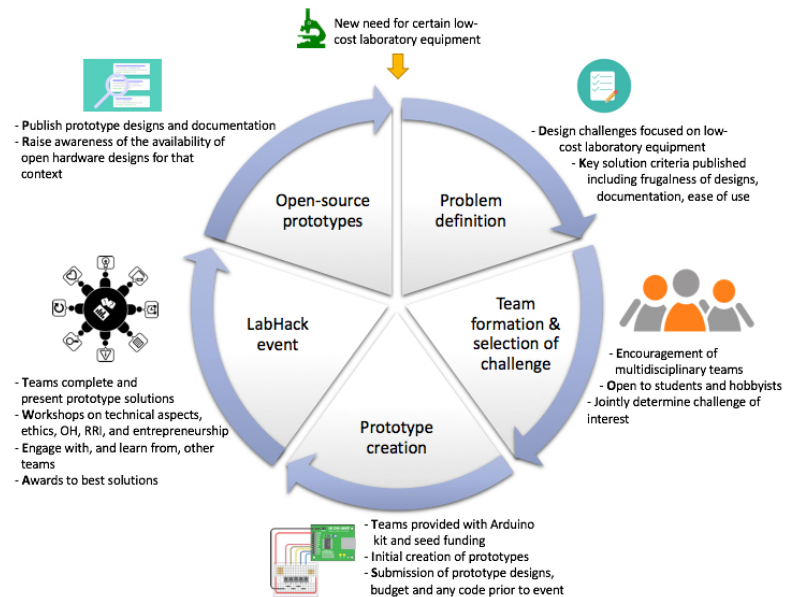 New need for certain low-
cost laboratory equipment
- Publish prototype designs and documentation
- Raise awareness of the availability of
open hardware designs for that
context
- Design challenges focused on low-
cost laboratory equipment
- Key solution criteria published
including frugalness of designs,
documentation, ease of use
Open-source
prototypes
Problem
definition
LabHack
event
Team
formation &
selection of
challenge
Prototype
creation
- Encouragement of
multidisciplinary teams
- Open to students and hobbyists
- Jointly determine challenge of
interest
- Teams complete and
present prototype solutions
- Workshops on technical aspects,
ethics, OH, RRI, and entrepreneurship
- Engage with, and learn from, other
teams
- Awards to best solutions
- Teams provided with Arduino
kit and seed funding
- Initial creation of prototypes
- Submission of prototype designs,
budget and any code prior to event